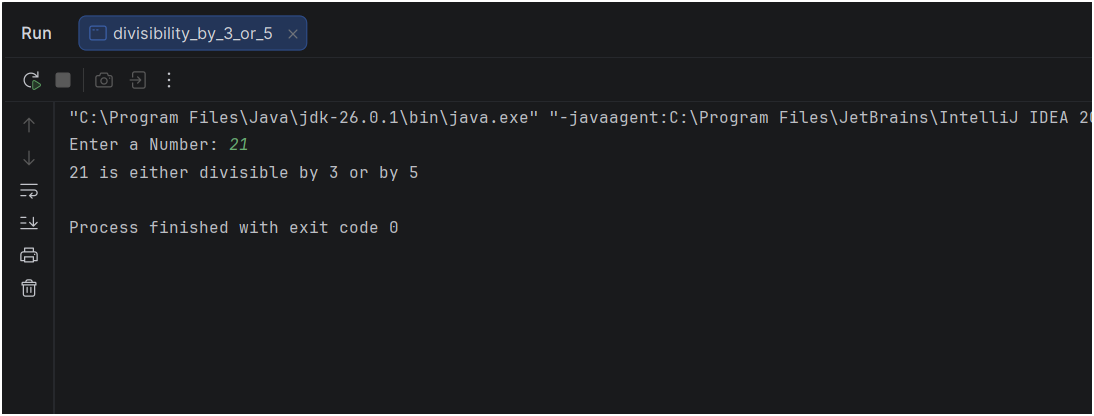 Run divisibility_by_3_or_5
"C:\Program Files\Java\jdk-26.0.1\bin\java.exe" "-javaagent:C:\Program Files\JetBrains\IntelliJ IDEA
Enter a Number: 21
21 is either divisible by 3 or by 5
Process finished with exit code 0